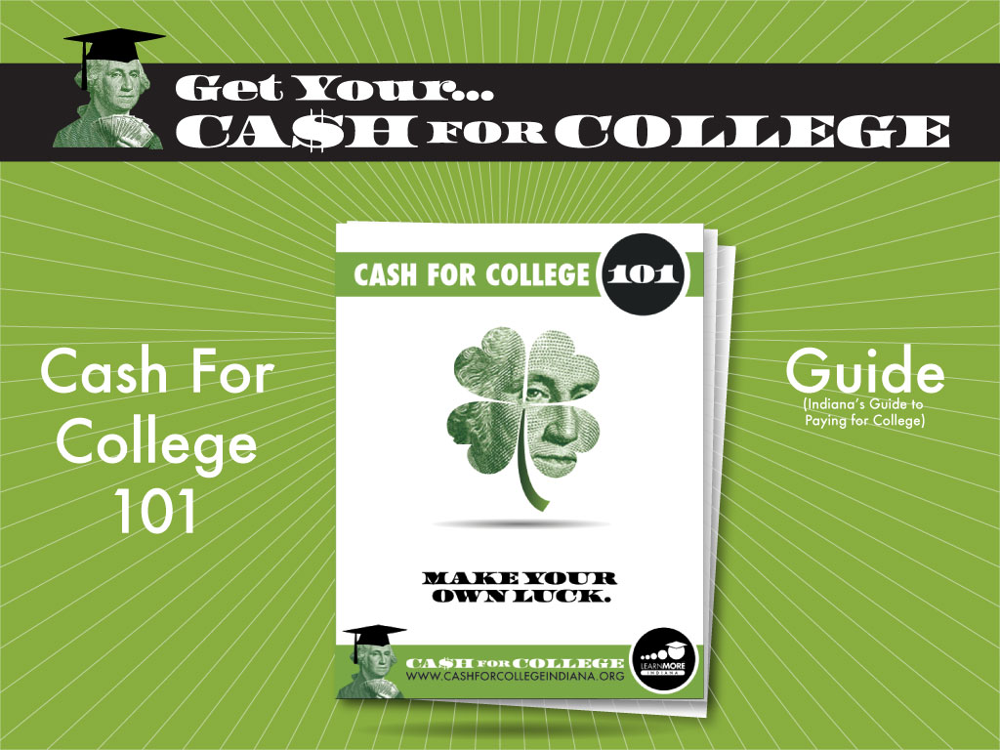 Get Your...
CA$H FOR COLLEGE
CASH FOR COLLEGE 101
Cash For
College
101
Guide
(Indiana's Guide to
Paying for College)
MAKE YOUR
OWN LUCK.
CA$H FOR COLLEGE
WWW.CASHFORCOLLEGEINDIANA.ORG
LEARNMORE
INDIANA